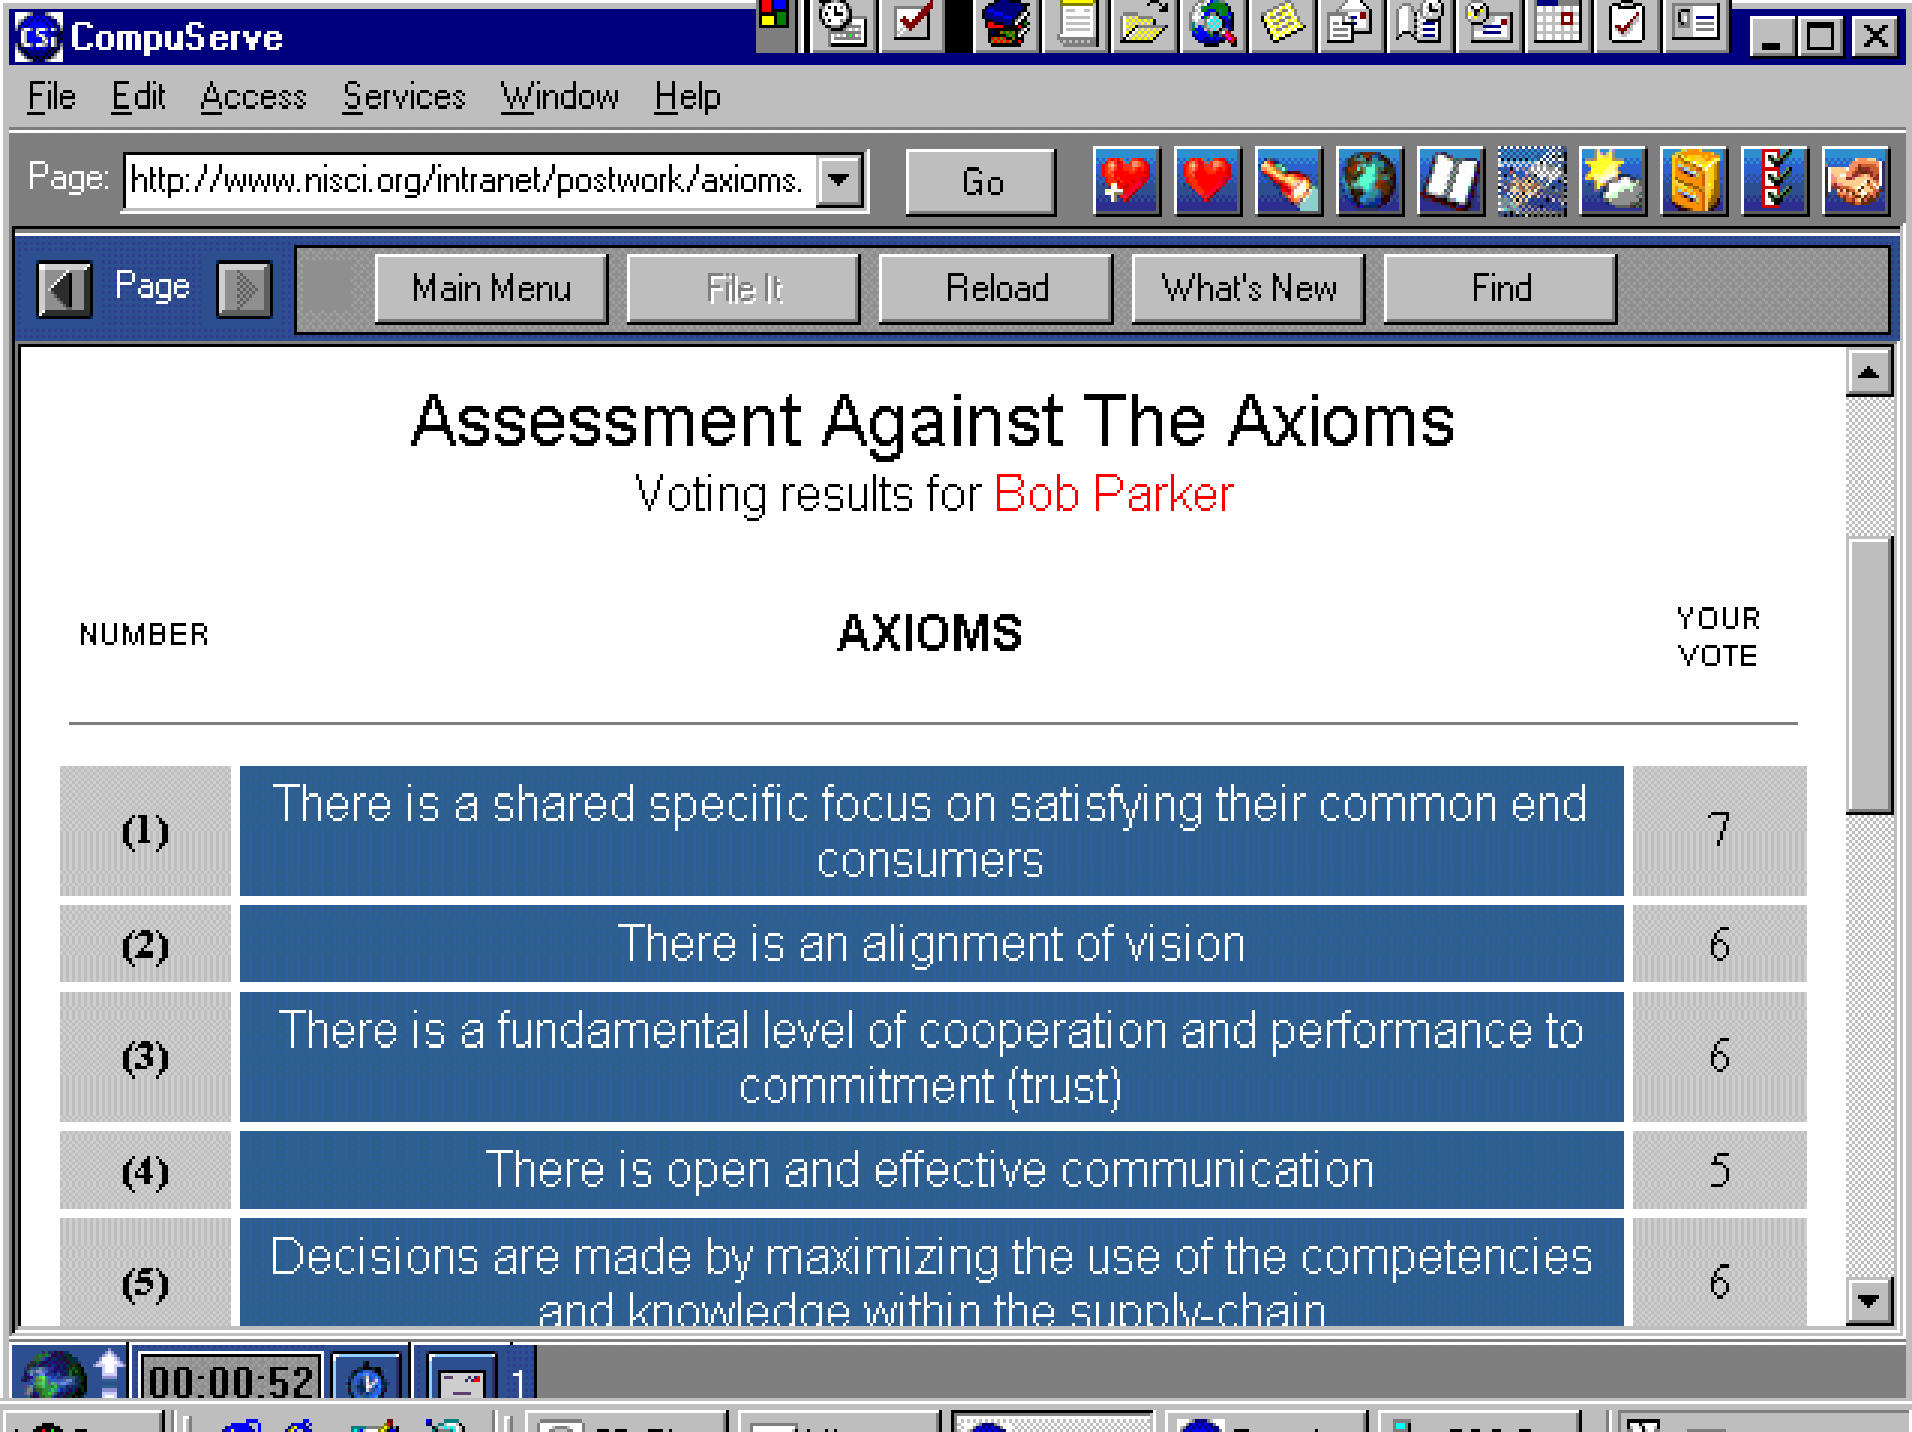 CSi CompuServe
File Edit Access Services Window Help
Page: http://www.nisci.org/intranet/postwork/axioms. Go
Page Main Menu File It Reload What's New Find
Assessment Against The Axioms
Voting results for Bob Parker
NUMBER AXIOMS YOUR
VOTE
(1) There is a shared specific focus on satisfying their common end
consumers 7
(2) There is an alignment of vision 6
(3) There is a fundamental level of cooperation and performance to
commitment (trust) 6
(4) There is open and effective communication 5
(5) Decisions are made by maximizing the use of the competencies
and knowledge within the supply-chain 6
00:00:52 1